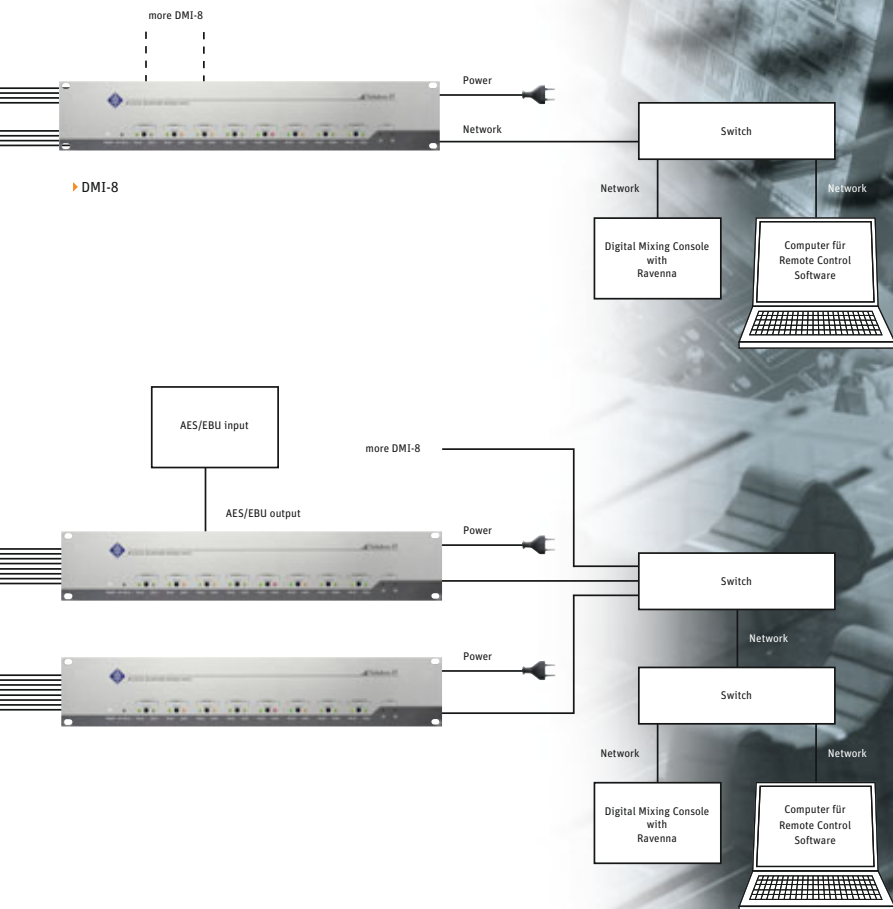 more DMI-8
Power
Network
Switch
DMI-8
Network
Network
Digital Mixing Console
with
Ravenna
Computer für
Remote Control
Software
AES/EBU input
more DMI-8
AES/EBU output
Power
Switch
Network
Power
Switch
Network
Network
Digital Mixing Console
with
Ravenna
Computer für
Remote Control
Software